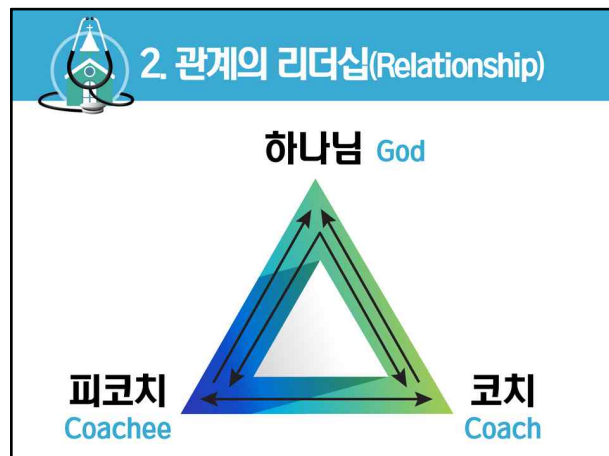 2. 관계의 리더십(Relationship)
하나님 God
피코치
Coachee
코치
Coach